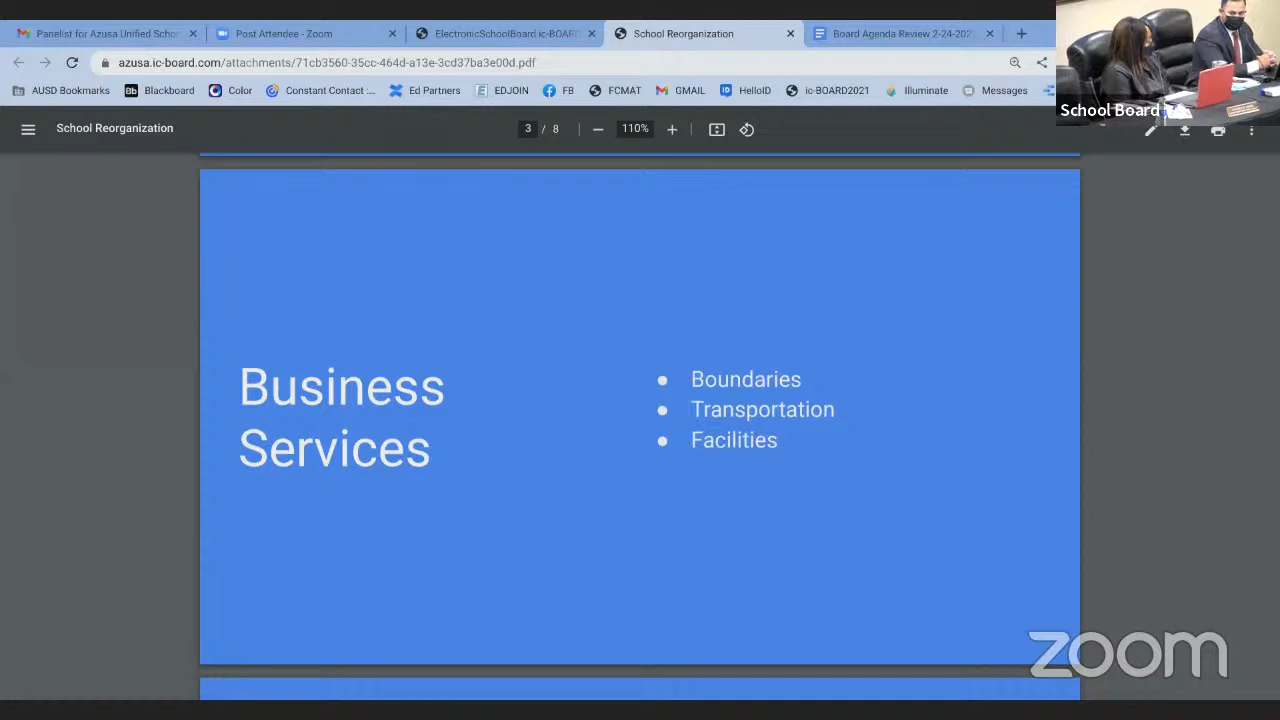 Panelist for Azusa Unified Schoo
Post Attendee - Zoom
ElectronicSchoolBoard ic-BOARD
School Reorganization
Board Agenda Review 2-24-202
azusa.ic-board.com/attachments/71cb3560-35cc-464d-a13e-3cd37ba3e00d.pdf
AUSD Bookmarks
Bb
Blackboard
Color
Constant Contact :...
Ed Partners
EDJOIN
FB
FCMAT
GMAIL
ID
HelloID
ic-BOARD2021
Illuminate
Messages
School Board
School Reorganization
3 / 8
110%
Business
Services
● Boundaries
● Transportation
● Facilities
zoom